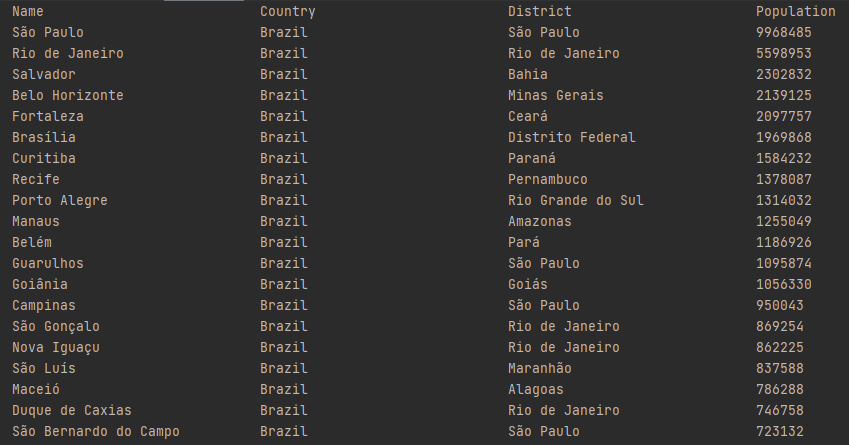 Name Country District Population
São Paulo Brazil São Paulo 9968485
Rio de Janeiro Brazil Rio de Janeiro 5598953
Salvador Brazil Bahia 2302832
Belo Horizonte Brazil Minas Gerais 2139125
Fortaleza Brazil Ceará 2097757
Brasília Brazil Distrito Federal 1969868
Curitiba Brazil Paraná 1584232
Recife Brazil Pernambuco 1378087
Porto Alegre Brazil Rio Grande do Sul 1314032
Manaus Brazil Amazonas 1255049
Belém Brazil Pará 1186926
Guarulhos Brazil São Paulo 1095874
Goiânia Brazil Goiás 1056330
Campinas Brazil São Paulo 950043
São Gonçalo Brazil Rio de Janeiro 869254
Nova Iguaçu Brazil Rio de Janeiro 862225
São Luís Brazil Maranhão 837588
Maceió Brazil Alagoas 786288
Duque de Caxias Brazil Rio de Janeiro 746758
São Bernardo do Campo Brazil São Paulo 723132